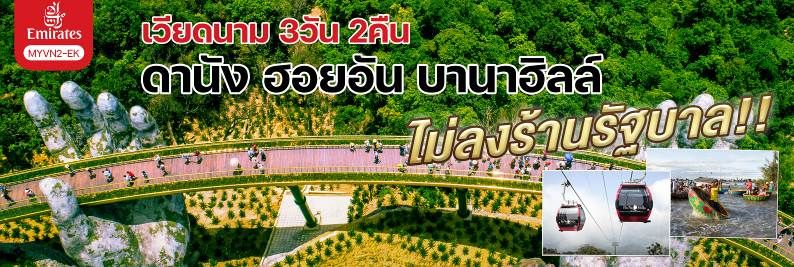 Emirates
MYVN2-EK
เวียดนาม 3วัน 2คืน
ดานัง ฮอยอัน บานาฮิลล์
ไม่ลงร้านรัฐบาล!!